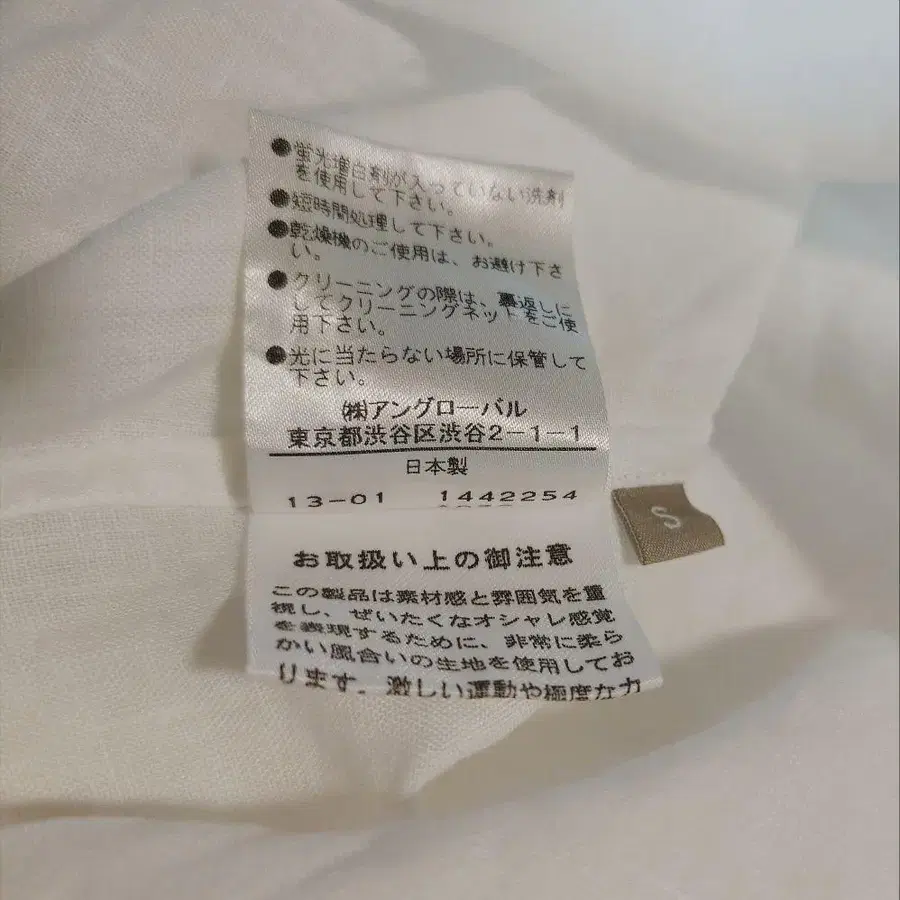 ●蛍光増白剤が入っていない洗剤
を使用して下さい。
●短時間処理して下さい。
●乾燥機のご使用は、お避け下さ
い。
●クリーニングの際は、裏返しに
してクリーニングネットをご使
用下さい。
●光に当たらない場所に保管して
下さい。
㈱アングローバル
東京都渋谷区渋谷2-1-1
日本製
13-01 1442254
S
お取扱い上の御注意
この製品は素材感と雰囲気を重
視し、ぜいたくなオシャレ感覚
を表現するために、非常に柔ら
かい風合いの生地を使用してお
ります。激しい運動や極度な力